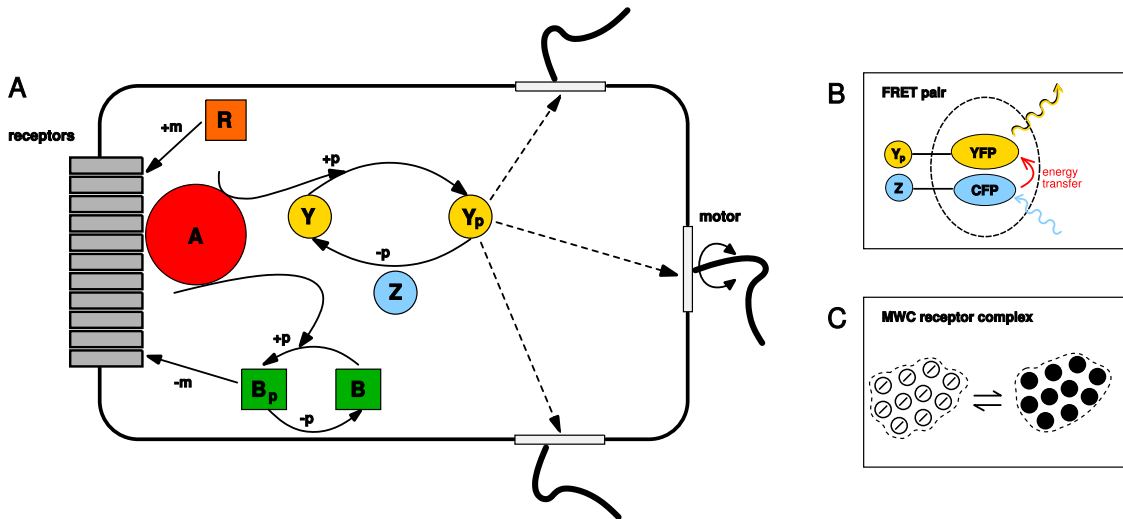 A
receptors
+m
R
A
+p
Y
Yp
-p
Z
+p
-m
Bp
B
-p
motor
B
FRET pair
Yp
YFP
energy
transfer
Z
CFP
C
MWC receptor complex